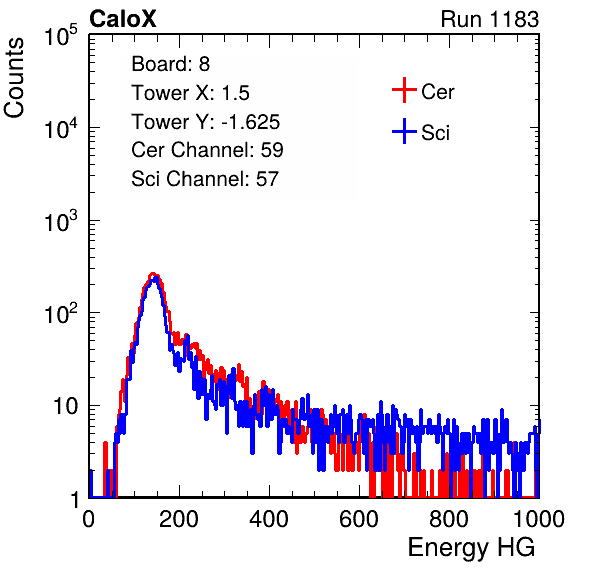 CaloX Run 1183
Counts
Board: 8
Tower X: 1.5
Tower Y: -1.625
Cer Channel: 59
Sci Channel: 57
Cer
Sci
10^5
10^4
10^3
10^2
10
1
0 200 400 600 800 1000
Energy HG